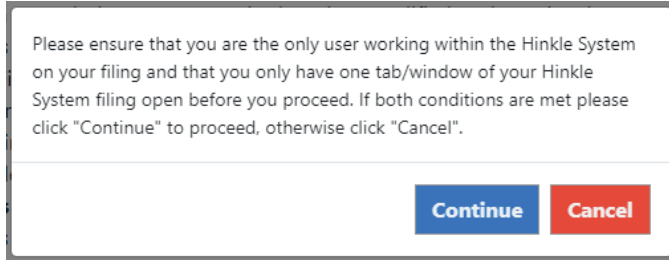 Please ensure that you are the only user working within the Hinkle System
on your filing and that you only have one tab/window of your Hinkle
System filing open before you proceed. If both conditions are met please
click "Continue" to proceed, otherwise click "Cancel".
Continue
Cancel